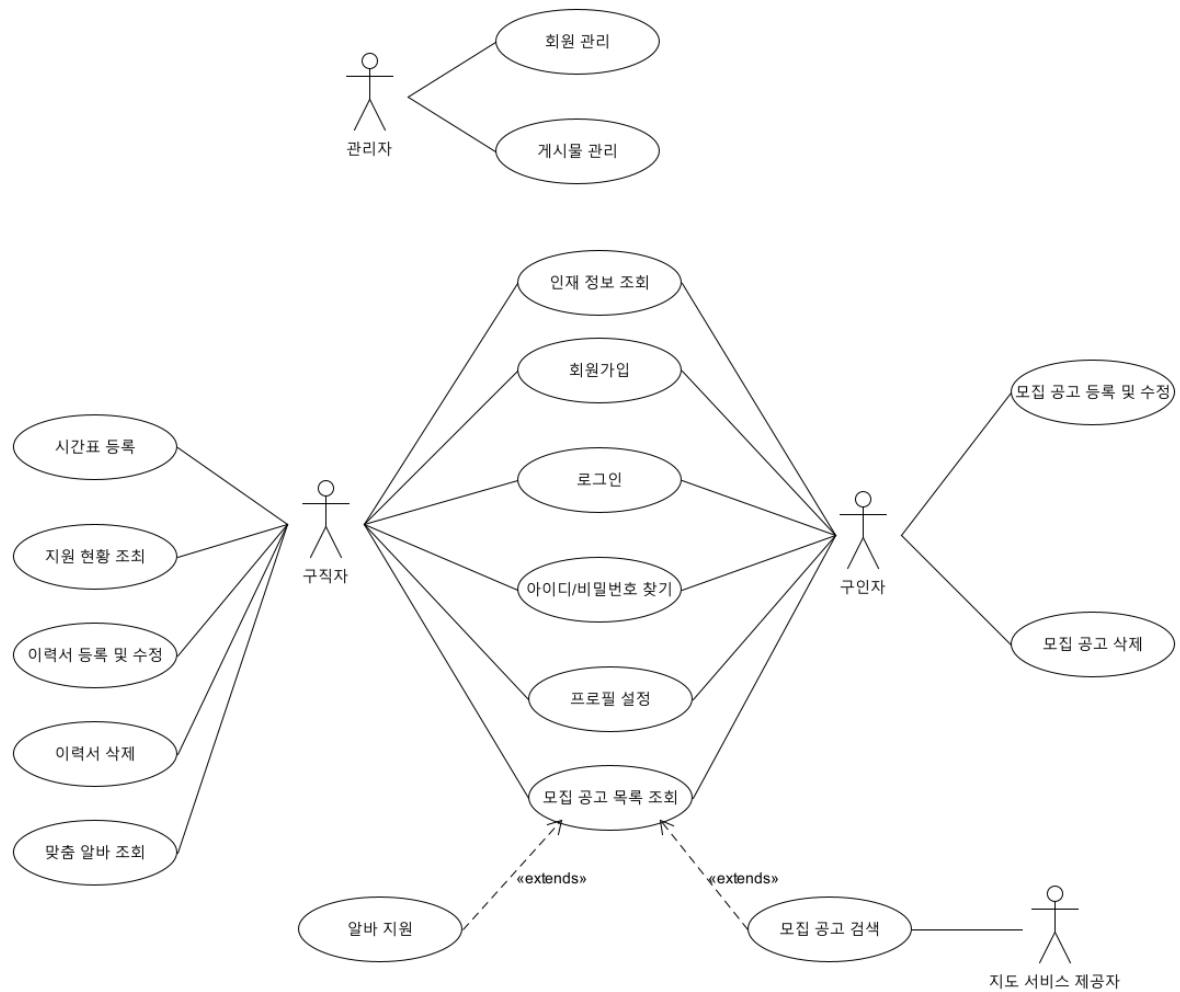 회원 관리
관리자
게시물 관리
인재 정보 조회
회원가입
모집 공고 등록 및 수정
시간표 등록
로그인
지원 현황 조최
구직자
구인자
아이디/비밀번호 찾기
이력서 등록 및 수정
모집 공고 삭제
프로필 설정
이력서 삭제
모집 공고 목록 조회
맞춤 알바 조회
«extends»
«extends»
알바 지원
모집 공고 검색
지도 서비스 제공자